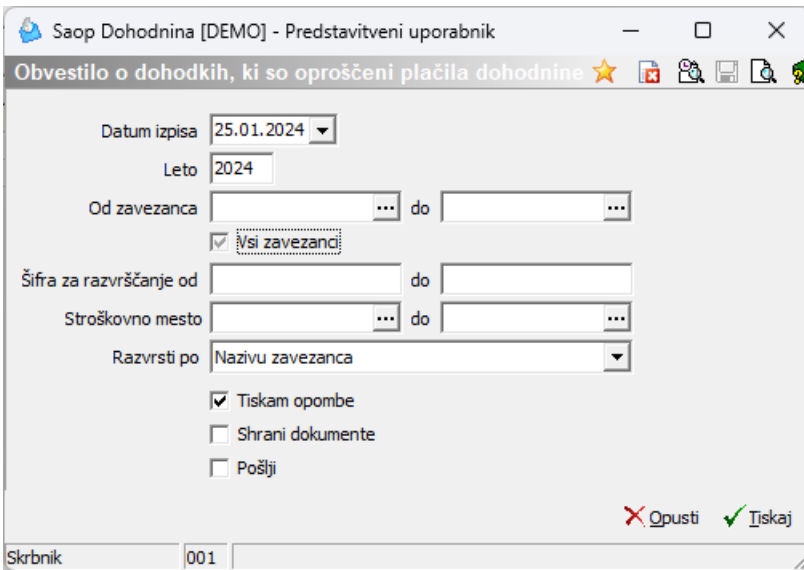 Saop Dohodnina [DEMO] - Predstavitveni uporabnik
Obvestilo o dohodkih, ki so oproščeni plačila dohodnine
Datum izpisa 25.01.2024
Leto 2024
Od zavezanca ... do ...
Vsi zavezanci
Šifra za razvrščanje od do
Stroškovno mesto ... do ...
Razvrsti po Nazivu zavezanca
Tiskam opombe
Shrani dokumente
Pošlji
Opusti Tiskaj
Skrbnik 001